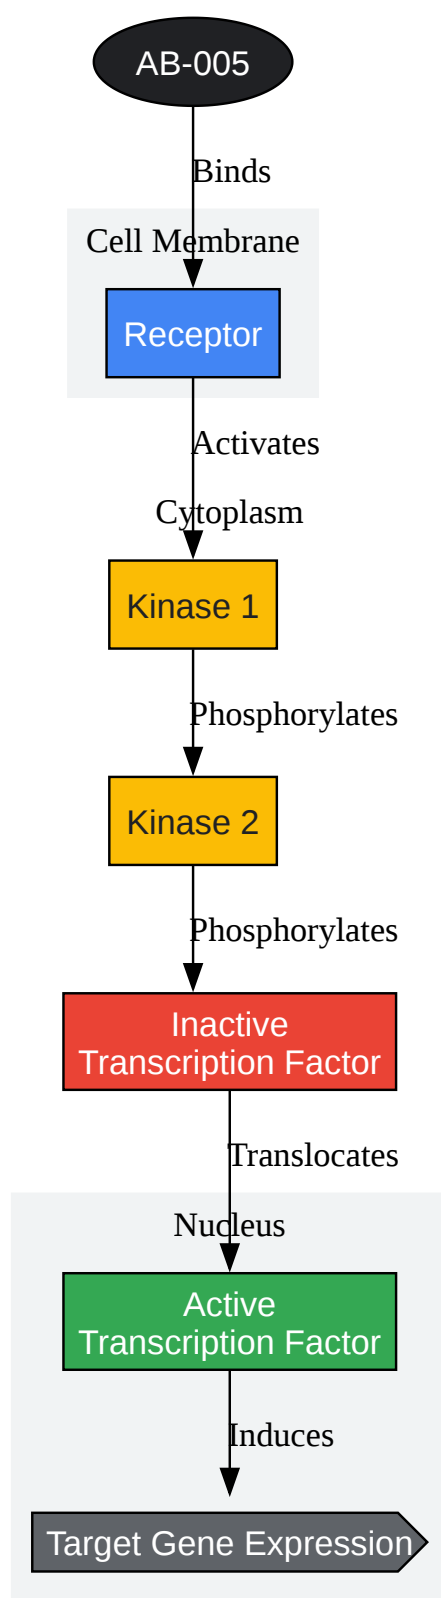 AB-005
Binds
Cell Membrane
Receptor
Activates
Cytoplasm
Kinase 1
Phosphorylates
Kinase 2
Phosphorylates
Inactive
Transcription Factor
Translocates
Nucleus
Active
Transcription Factor
Induces
Target Gene Expression